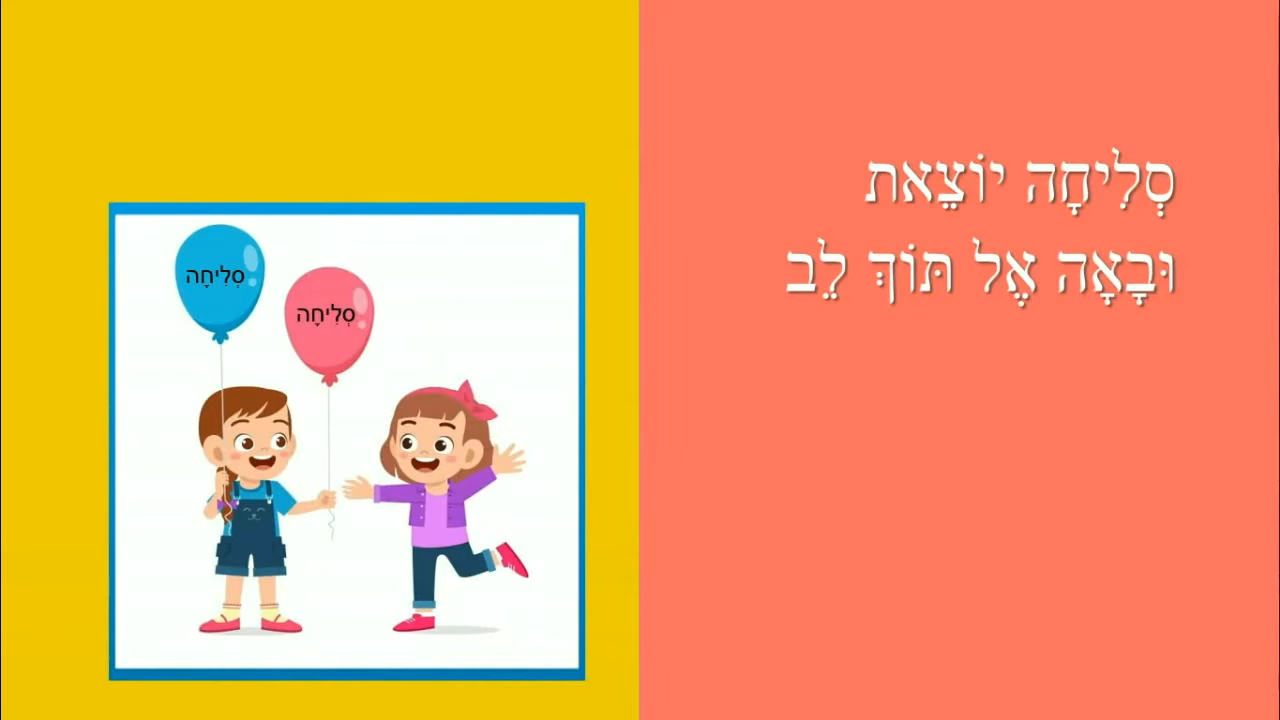 סְלִיחָה יוֹצֵאת
וּבָאָה אֶל תּוֹךְ לֵב
סְלִיחָה
סְלִיחָה